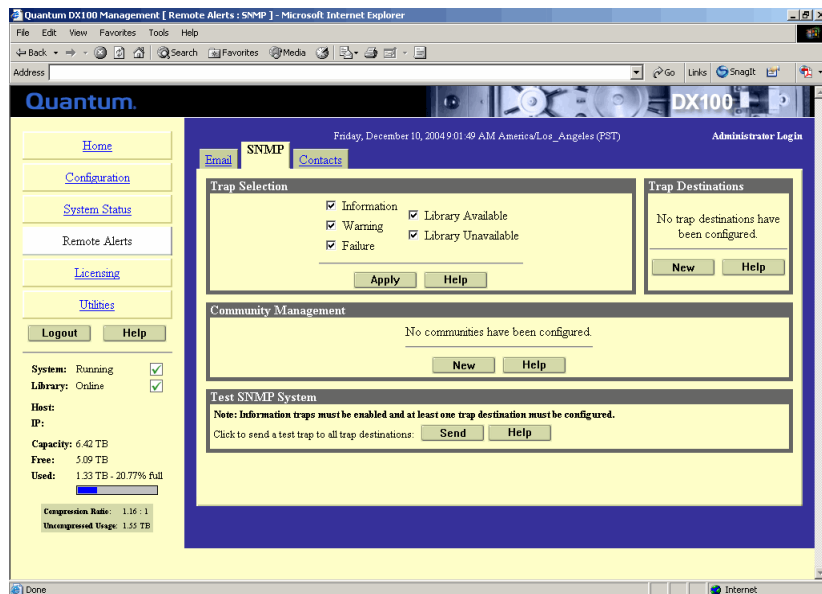 Quantum DX100 Management [ Remote Alerts : SNMP ] - Microsoft Internet Explorer
File Edit View Favorites Tools Help
Back Search Favorites Media
Address Go Links SnagIt
Quantum. DX100
Friday, December 10, 2004 9:01:49 AM America/Los_Angeles (PST) Administrator Login
Home
Configuration
System Status
Remote Alerts
Licensing
Utilities
Logout Help
System: Running
Library: Online
Host:
IP:
Capacity: 6.42 TB
Free: 5.09 TB
Used: 1.33 TB - 20.77% full
Compression Ratio: 1.16 : 1
Uncompressed Usage: 1.55 TB
Email SNMP Contacts
Trap Selection
Information
Warning
Failure
Library Available
Library Unavailable
Apply Help
Trap Destinations
No trap destinations have
been configured.
New Help
Community Management
No communities have been configured.
New Help
Test SNMP System
Note: Information traps must be enabled and at least one trap destination must be configured.
Click to send a test trap to all trap destinations: Send Help
Done Internet